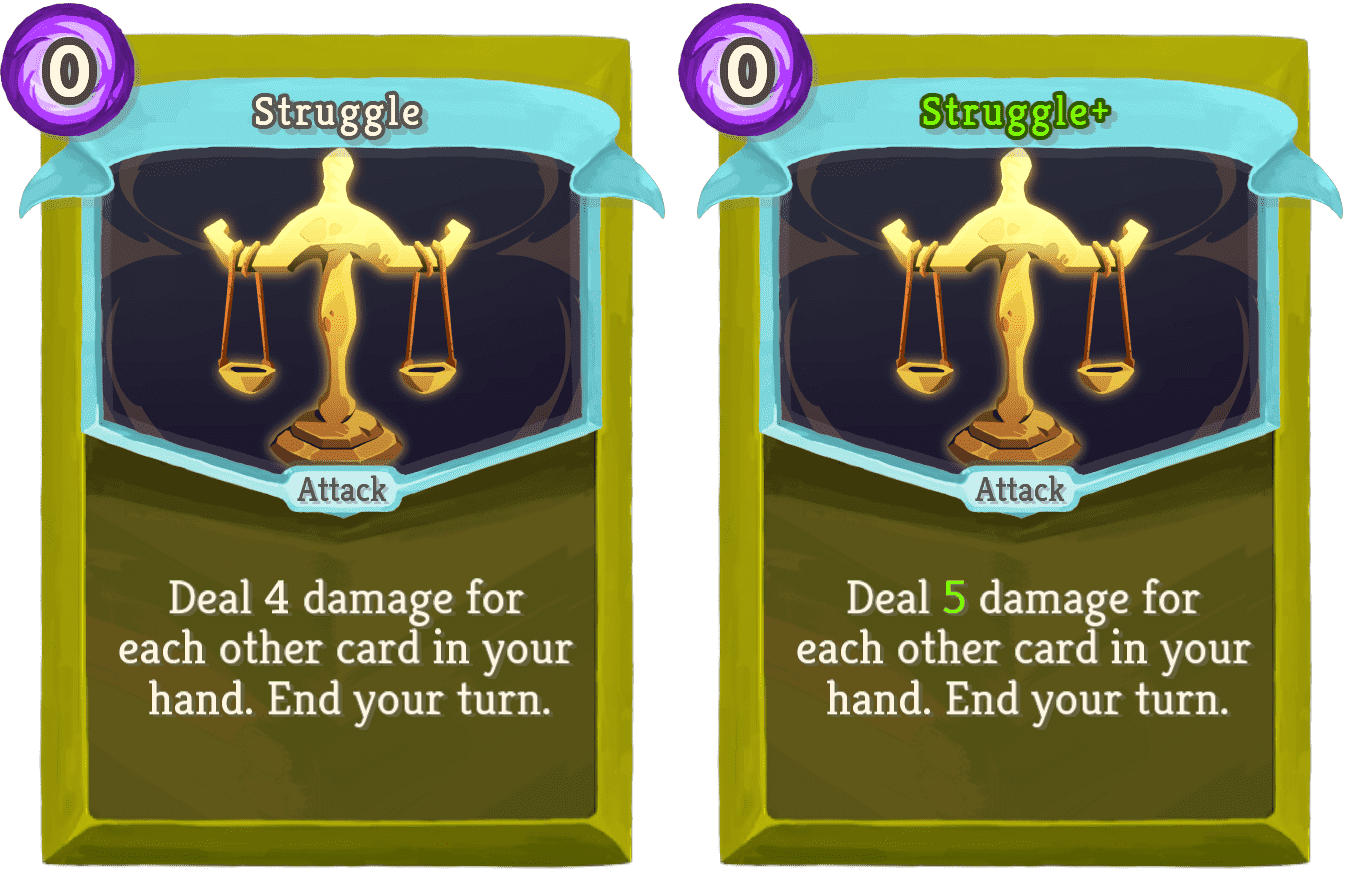 0
Struggle
Attack
Deal 4 damage for
each other card in your
hand. End your turn.
0
Struggle+
Attack
Deal 5 damage for
each other card in your
hand. End your turn.